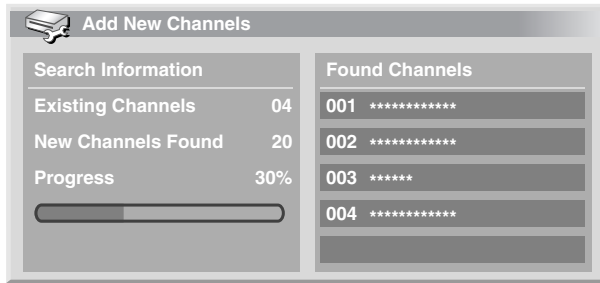 Add New Channels
Search Information
Existing Channels 04
New Channels Found 20
Progress 30%
Found Channels
001 ************
002 ************
003 ******
004 ************